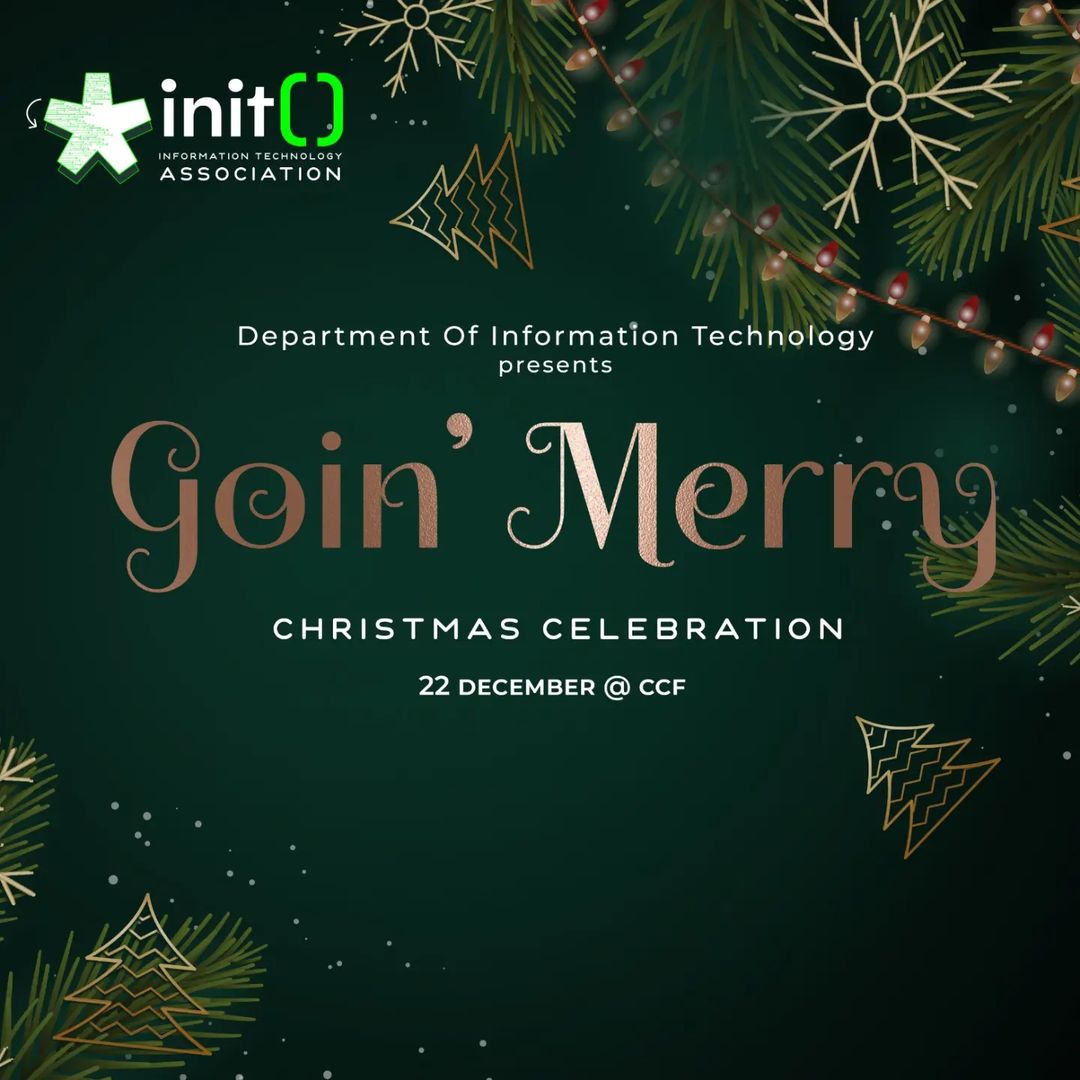 init()
INFORMATION TECHNOLOGY
ASSOCIATION
Department Of Information Technology
presents
Goin' Merry
CHRISTMAS CELEBRATION
22 DECEMBER @ CCF